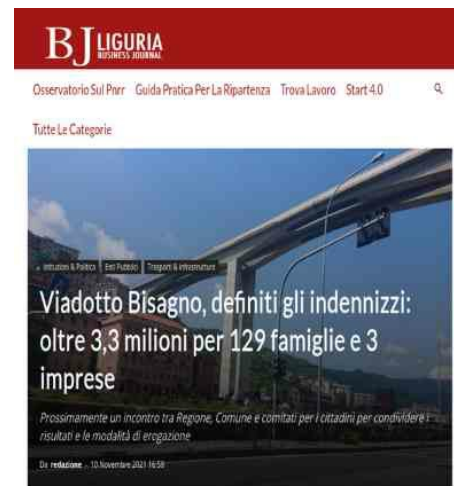 BJ LIGURIA
BUSINESS JOURNAL
Osservatorio Sul Pnrr Guida Pratica Per La Ripartenza Trova Lavoro Start 4.0
Tutte Le Categorie
Istituzioni & Politica Enti Pubblici Trasporti & Infrastrutture
Viadotto Bisagno, definiti gli indennizzi:
oltre 3,3 milioni per 129 famiglie e 3
imprese
Prossimamente un incontro tra Regione, Comune e comitati per i cittadini per condividere i
risultati e le modalità di erogazione
Da redazione - 10 Novembre 2021 16:58